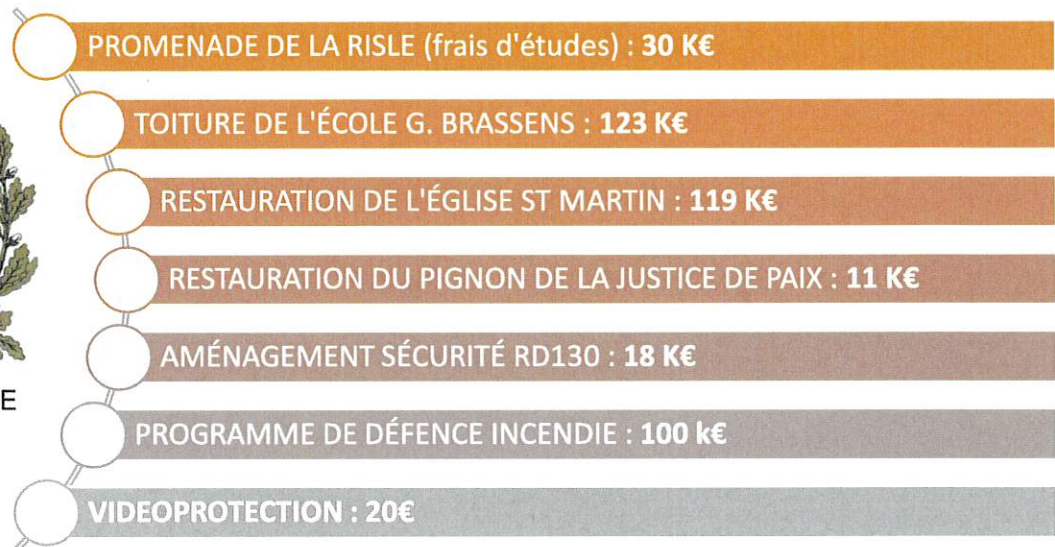 PROMENADE DE LA RISLE (frais d'études) : 30 K€
TOITURE DE L'ÉCOLE G. BRASSENS : 123 K€
RESTAURATION DE L'ÉGLISE ST MARTIN : 119 K€
RESTAURATION DU PIGNON DE LA JUSTICE DE PAIX : 11 K€
AMÉNAGEMENT SÉCURITÉ RD130 : 18 K€
E
PROGRAMME DE DÉFENCE INCENDIE : 100 k€
VIDEOPROTECTION : 20€